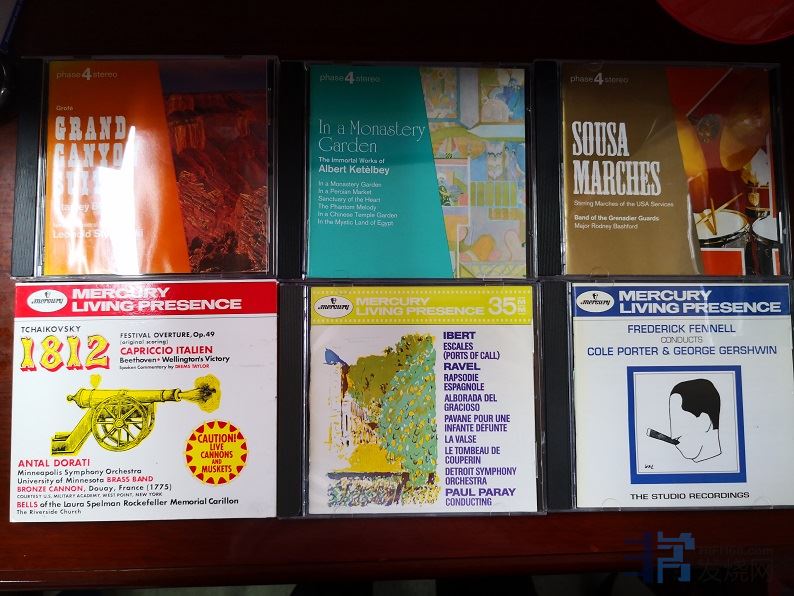 phase 4 stereo
Grofé
GRAND
CANYON
SUITE
phase 4 stereo
In a Monastery
Garden
The Immortal Works of
Albert Ketèlbey
In a Monastery Garden
In a Persian Market
Sanctuary of the Heart
The Phantom Melody
In a Chinese Temple Garden
In the Mystic Land of Egypt
phase 4 stereo
SOUSA
MARCHES
Stirring Marches of the USA Services
Band of the Grenadier Guards
Major Rodney Bashford
mercury
MERCURY
LIVING PRESENCE
TCHAIKOVSKY
1812
FESTIVAL OVERTURE, Op.49
(original scoring)
CAPRICCIO ITALIEN
Beethoven • Wellington's Victory
Spoken Commentary by DEEMS TAYLOR
CAUTION!
LIVE
CANNONS
AND
MUSKETS
ANTAL DORATI
Minneapolis Symphony Orchestra
University of Minnesota BRASS BAND
BRONZE CANNON, Douay, France (1775)
COURTESY U.S. MILITARY ACADEMY, WEST POINT, NEW YORK
BELLS of the Laura Spelman Rockefeller Memorial Carillon
The Riverside Church
mercury
MERCURY
LIVING PRESENCE
35 MM
IBERT
ESCALES
(PORTS OF CALL)
RAVEL
RAPSODIE
ESPAGNOLE
ALBORADA DEL
GRACIOSO
PAVANE POUR UNE
INFANTE DÉFUNTE
LA VALSE
LE TOMBEAU DE
COUPERIN
DETROIT SYMPHONY
ORCHESTRA
PAUL PARAY
CONDUCTING
mercury
MERCURY
LIVING PRESENCE
FREDERICK FENNELL
CONDUCTS
COLE PORTER & GEORGE GERSHWIN
THE STUDIO RECORDINGS
发烧网